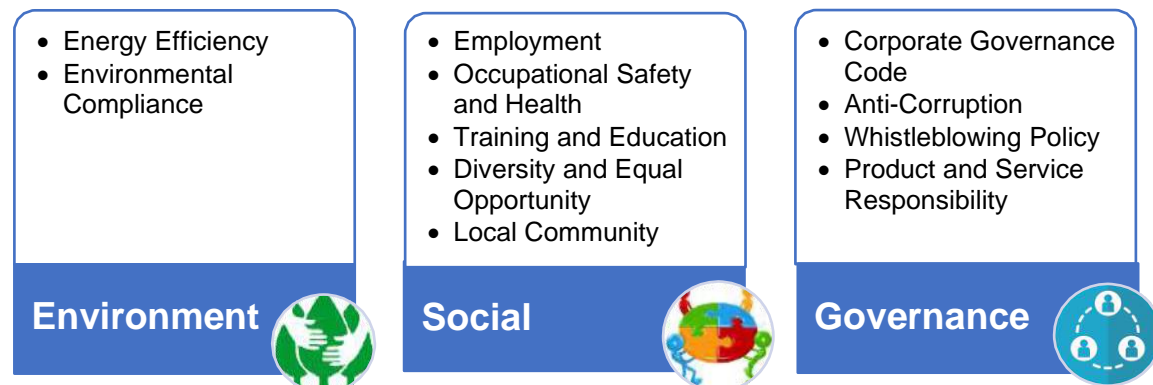 • Energy Efficiency
• Environmental
Compliance
Environment
• Employment
• Occupational Safety
and Health
• Training and Education
• Diversity and Equal
Opportunity
• Local Community
Social
• Corporate Governance
Code
• Anti-Corruption
• Whistleblowing Policy
• Product and Service
Responsibility
Governance